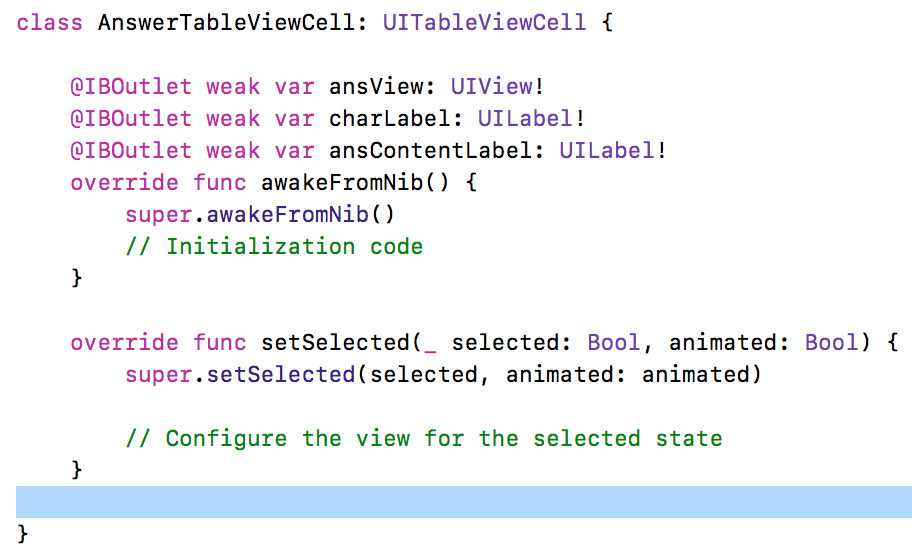 class AnswerTableViewCell: UITableViewCell {
@IBOutlet weak var ansView: UIView!
@IBOutlet weak var charLabel: UILabel!
@IBOutlet weak var ansContentLabel: UILabel!
override func awakeFromNib() {
super.awakeFromNib()
// Initialization code
}
override func setSelected(_ selected: Bool, animated: Bool) {
super.setSelected(selected, animated: animated)
// Configure the view for the selected state
}
}